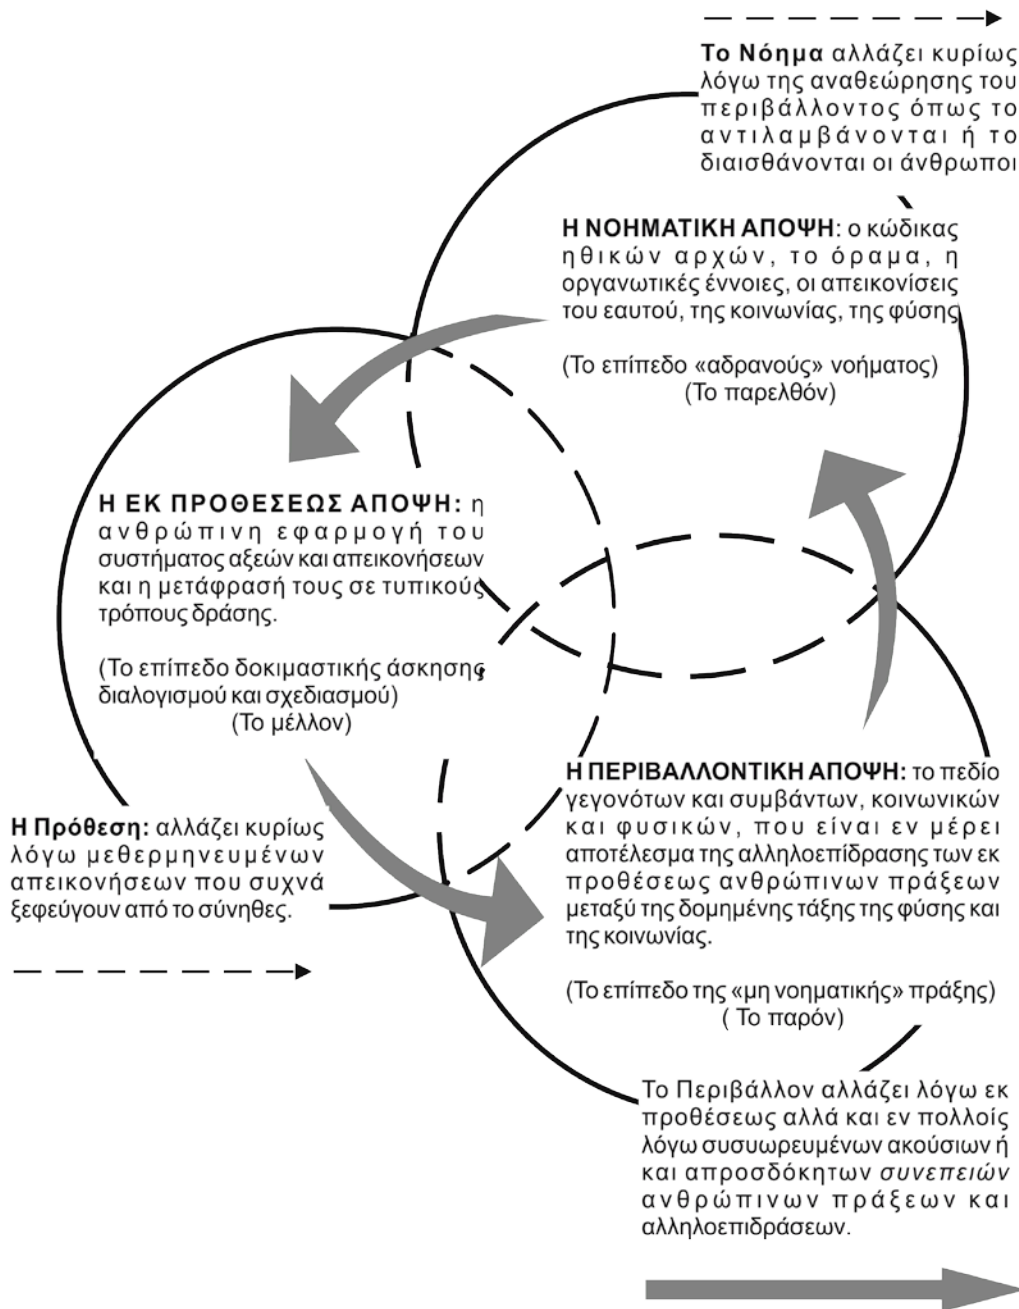 Το Νόημα αλλάζει κυρίως
λόγω της αναθεώρησης του
περιβάλλοντος όπως το
αντιλαμβάνονται ή το
διαισθάνονται οι άνθρωποι
Η ΝΟΗΜΑΤΙΚΗ ΑΠΟΨΗ: ο κώδικας
ηθικών αρχών, το όραμα, η
οργανωτικές έννοιες, οι απεικονίσεις
του εαυτού, της κοινωνίας, της φύσης
(Το επίπεδο «αδρανούς» νοήματος)
(Το παρελθόν)
Η ΕΚ ΠΡΟΘΕΣΕΩΣ ΑΠΟΨΗ: η
ανθρώπινη εφαρμογή του
συστήματος αξεών και απεικονήσεων
και η μετάφρασή τους σε τυπικούς
τρόπους δράσης.
(Το επίπεδο δοκιμαστικής άσκησης
διαλογισμού και σχεδιασμού)
(Το μέλλον)
Η Πρόθεση: αλλάζει κυρίως
λόγω μεθερμηνευμένων
απεικονήσεων που συχνά
ξεφεύγουν από το σύνηθες.
Η ΠΕΡΙΒΑΛΛΟΝΤΙΚΗ ΑΠΟΨΗ: το πεδίο
γεγονότων και συμβάντων, κοινωνικών
και φυσικών, που είναι εν μέρει
αποτέλεσμα της αλληλοεπίδρασης των εκ
προθέσεως ανθρώπινων πράξεων
μεταξύ της δομημένης τάξης της φύσης και
της κοινωνίας.
(Το επίπεδο της «μη νοηματικής» πράξης)
( Το παρόν)
Το Περιβάλλον αλλάζει λόγω εκ
προθέσεως αλλά και εν πολλοίς
λόγω συσυωρευμένων ακούσιων ή
και απροσδόκητων συνεπειών
ανθρώπινων πράξεων και
αλληλοεπιδράσεων.